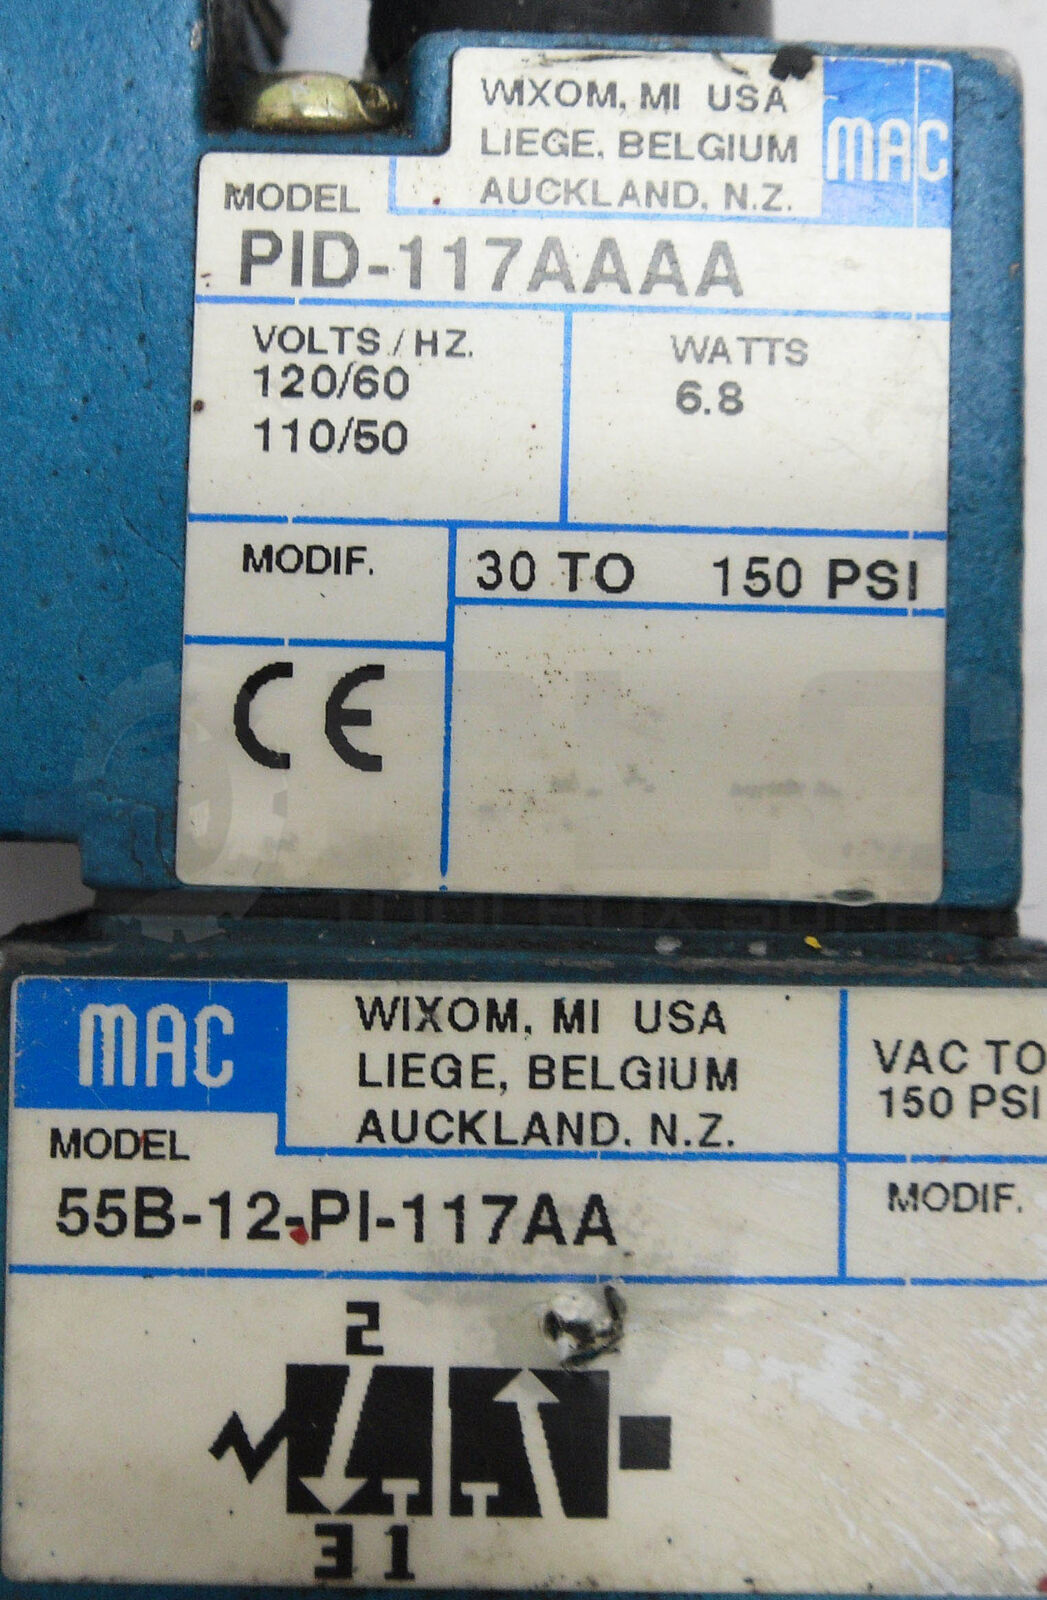 WIXOM, MI USA
LIEGE, BELGIUM
AUCKLAND, N.Z.
MAC
MODEL
PID-117AAAA
VOLTS/HZ.
120/60
110/50
WATTS
6.8
MODIF.
30 TO 150 PSI
CE
MAC
WIXOM, MI USA
LIEGE, BELGIUM
AUCKLAND, N.Z.
VAC TO
150 PSI
MODEL
55B-12-PI-117AA
MODIF.
2
3 1